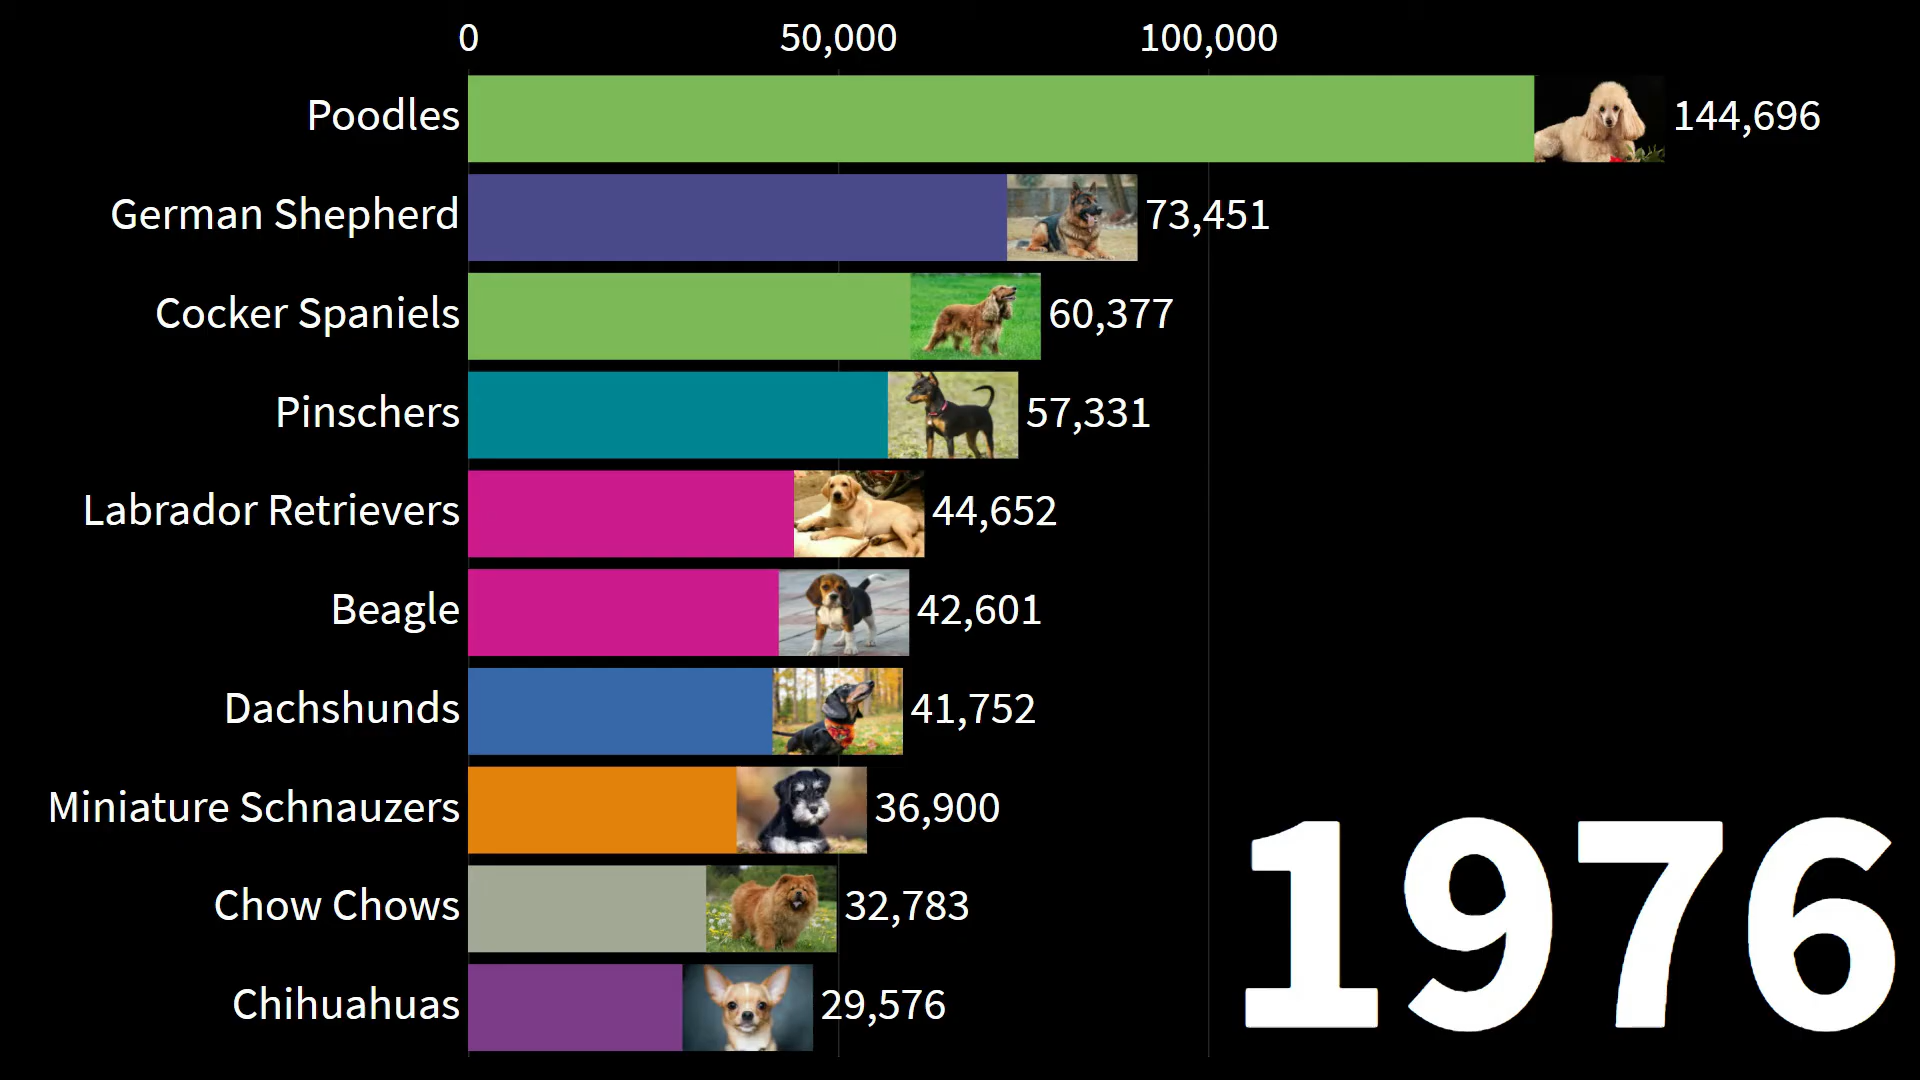 0 50,000 100,000
Poodles 144,696
German Shepherd 73,451
Cocker Spaniels 60,377
Pinschers 57,331
Labrador Retrievers 44,652
Beagle 42,601
Dachshunds 41,752
Miniature Schnauzers 36,900
Chow Chows 32,783
Chihuahuas 29,576
1976